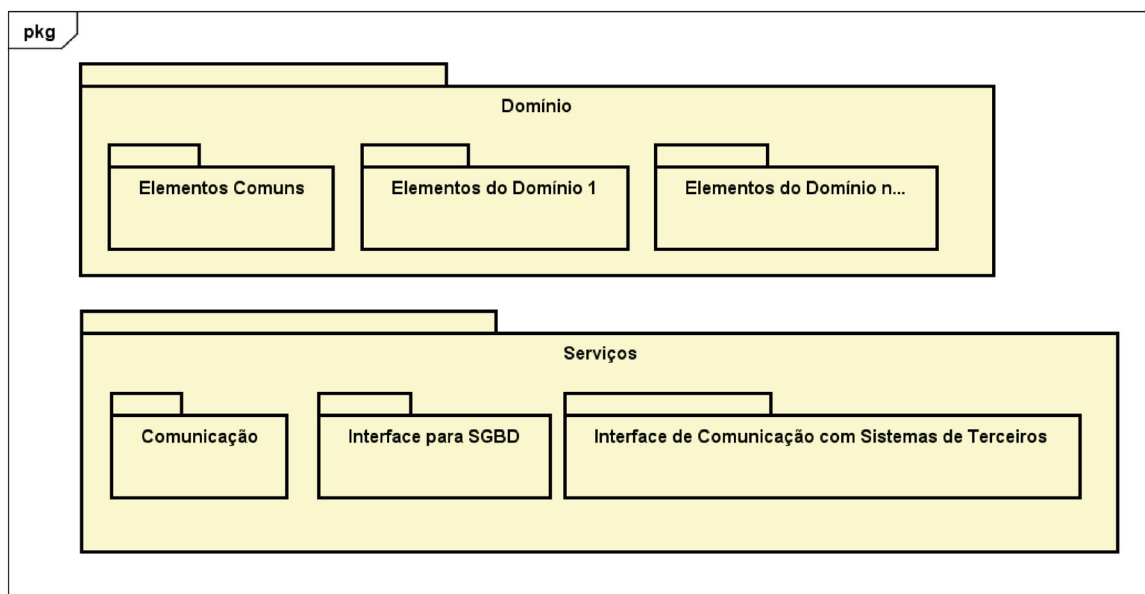 pkg
Domínio
Elementos Comuns
Elementos do Domínio 1
Elementos do Domínio n...
Serviços
Comunicação
Interface para SGBD
Interface de Comunicação com Sistemas de Terceiros